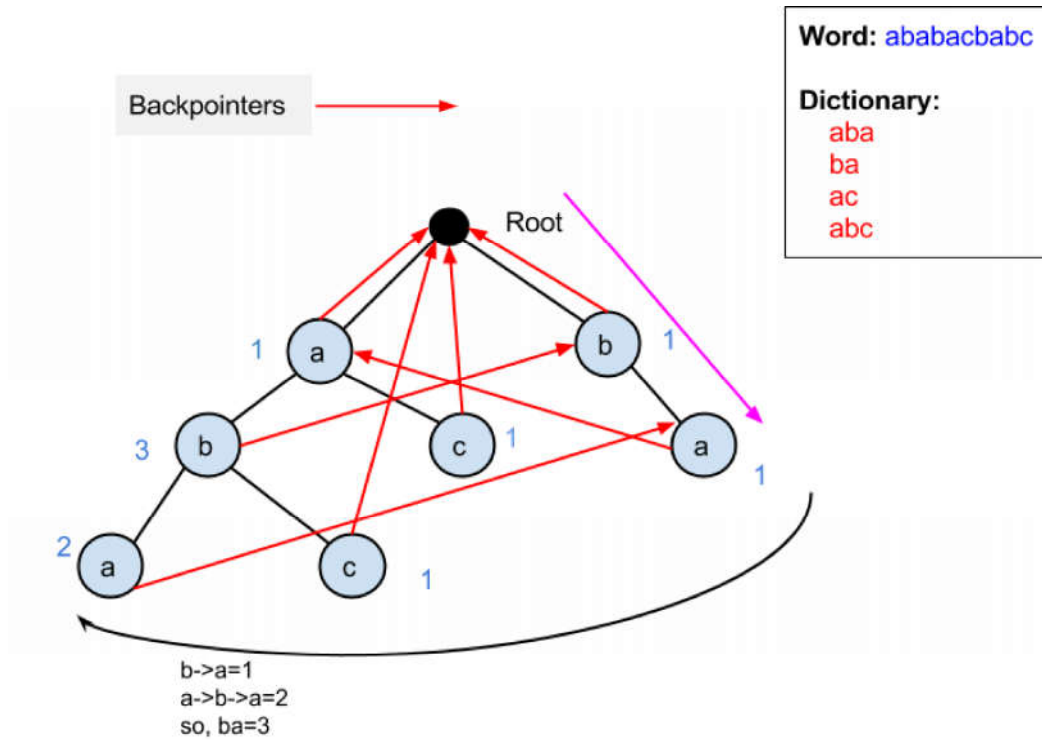 Word: ababacbabc
Dictionary:
aba
ba
ac
abc
Backpointers
Root
1
a
b
1
3
b
c
1
a
1
2
a
c
1
b->a=1
a->b->a=2
so, ba=3